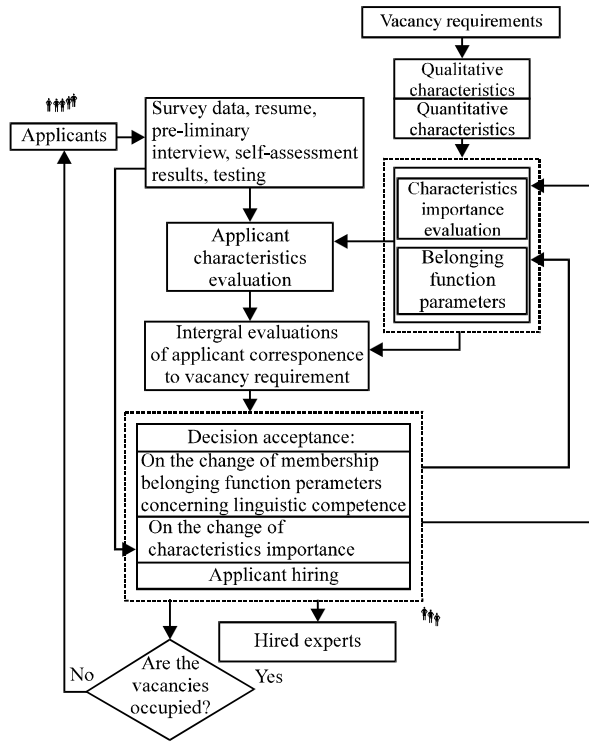 Vacancy requirements
Qualitative
characteristics
Quantitative
characteristics
Applicants
Survey data, resume,
pre-liminary
interview, self-assessment
results, testing
Characteristics
importance
evaluation
Belonging
function
parameters
Applicant
characteristics
evaluation
Intergral evaluations
of applicant corresponence
to vacancy requirement
Decision acceptance:
On the change of membership
belonging function perameters
concerning linguistic competence
On the change of
characteristics importance
Applicant hiring
Hired experts
No
Are the
vacancies
occupied?
Yes